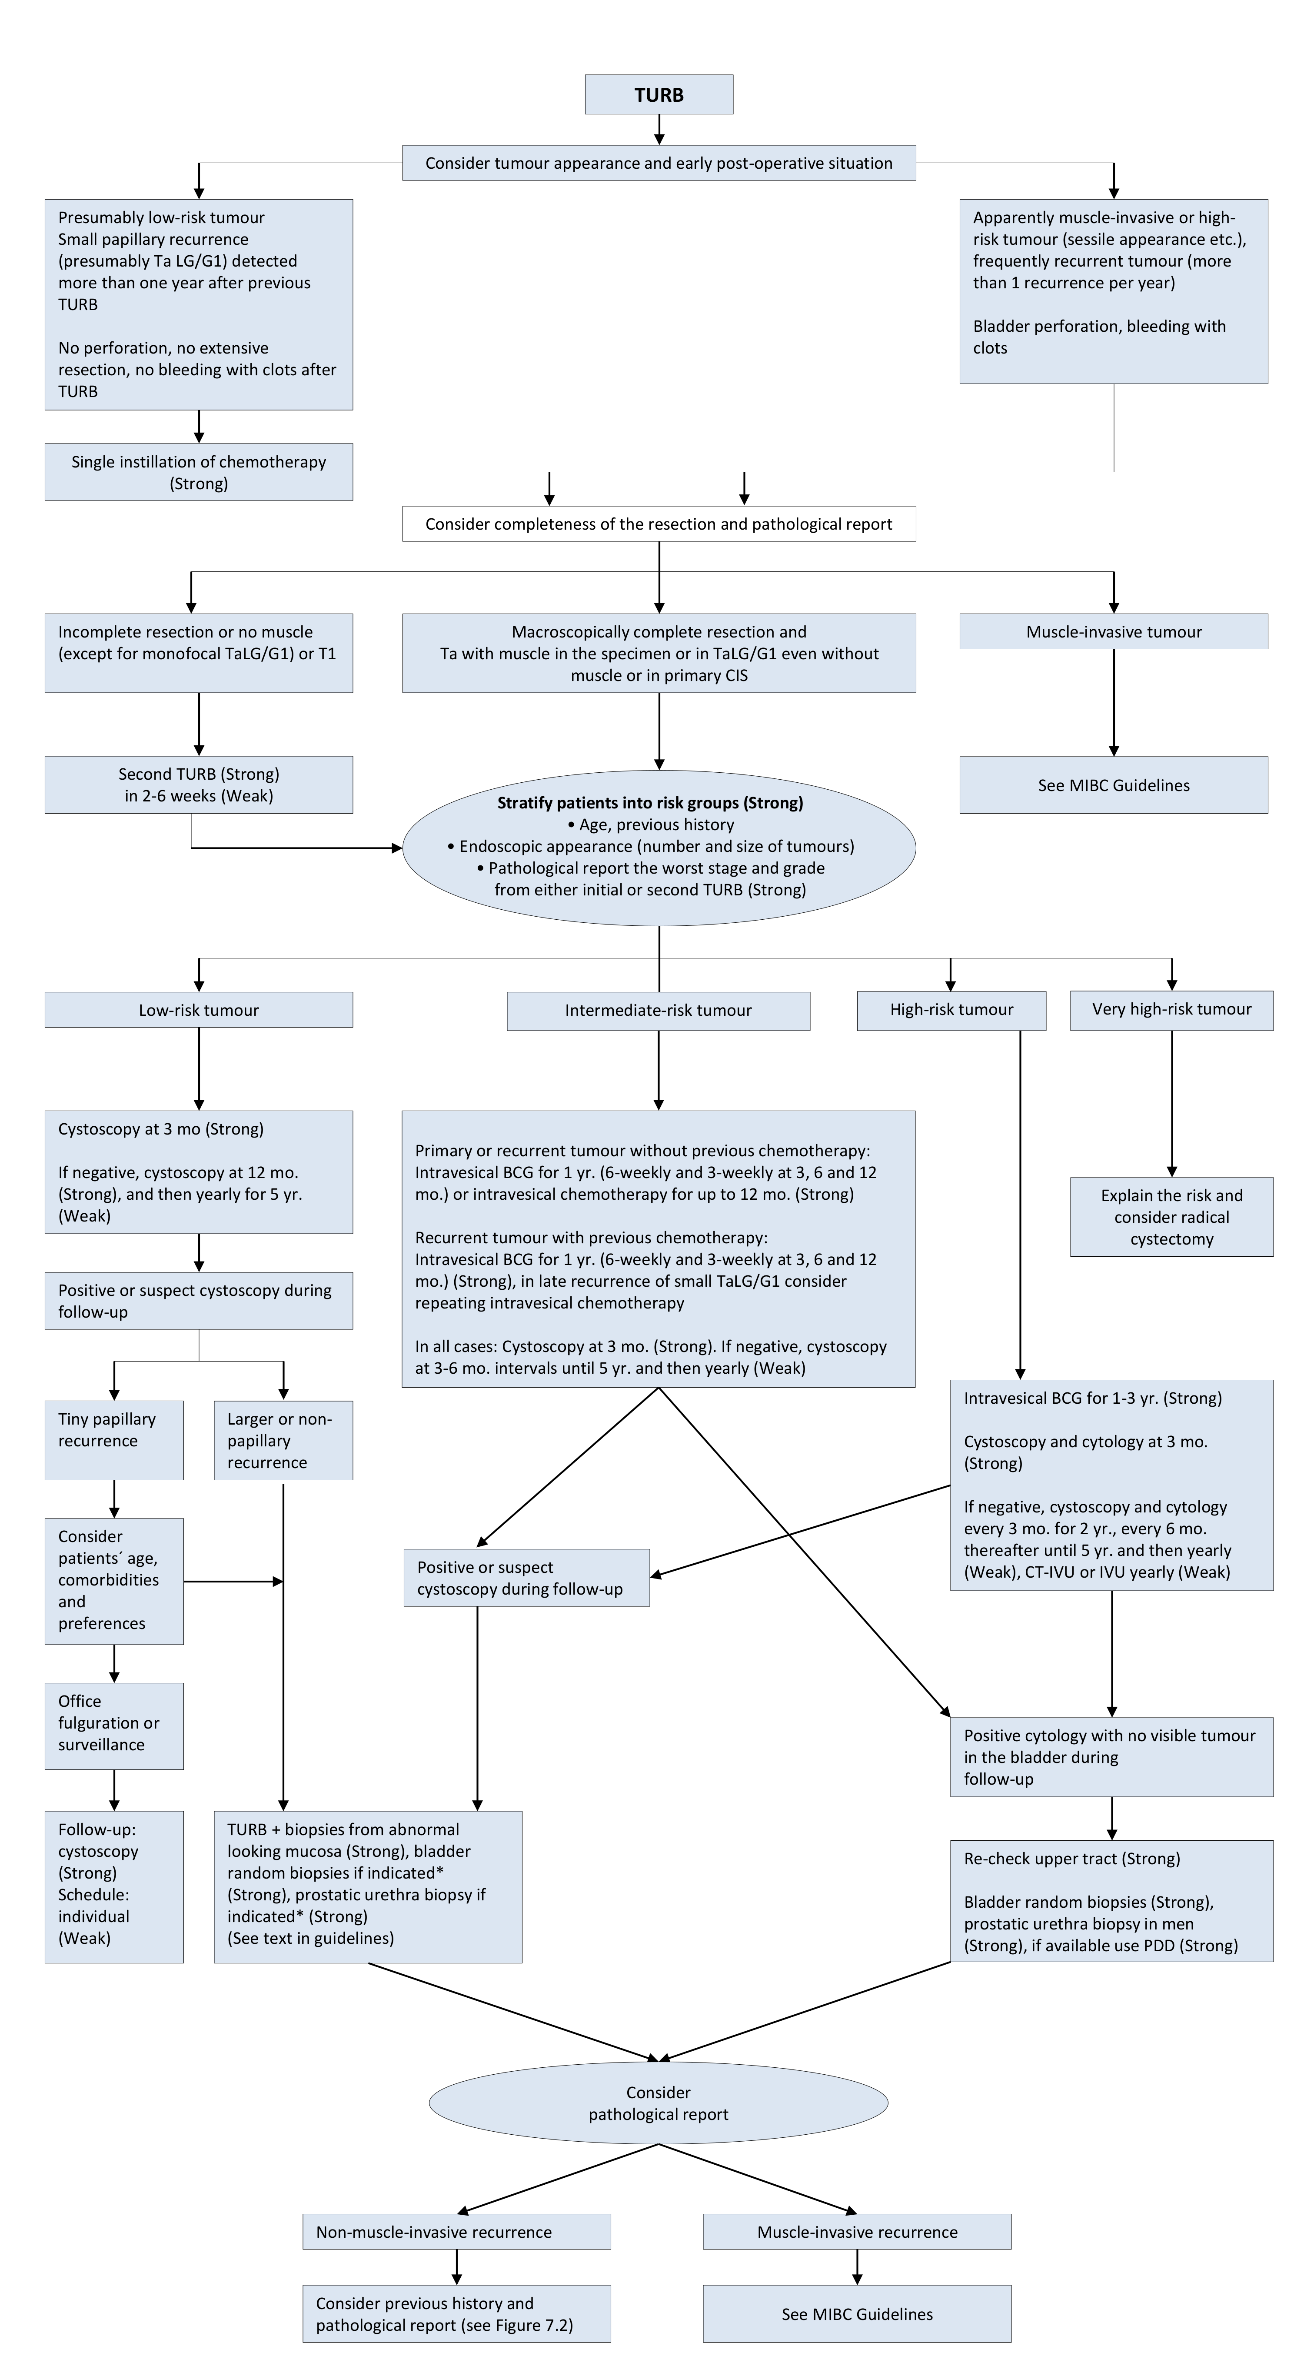 TURB
Consider tumour appearance and early post-operative situation
Presumably low-risk tumour
Small papillary recurrence
(presumably Ta LG/G1) detected
more than one year after previous
TURB
No perforation, no extensive
resection, no bleeding with clots after
TURB
Apparently muscle-invasive or high-
risk tumour (sessile appearance etc.),
frequently recurrent tumour (more
than 1 recurrence per year)
Bladder perforation, bleeding with
clots
Single instillation of chemotherapy
(Strong)
Consider completeness of the resection and pathological report
Incomplete resection or no muscle
(except for monofocal TaLG/G1) or T1
Macroscopically complete resection and
Ta with muscle in the specimen or in TaLG/G1 even without
muscle or in primary CIS
Muscle-invasive tumour
Second TURB (Strong)
in 2-6 weeks (Weak)
Stratify patients into risk groups (Strong)
• Age, previous history
• Endoscopic appearance (number and size of tumours)
• Pathological report the worst stage and grade
from either initial or second TURB (Strong)
See MIBC Guidelines
Low-risk tumour
Intermediate-risk tumour
High-risk tumour
Very high-risk tumour
Cystoscopy at 3 mo (Strong)
If negative, cystoscopy at 12 mo.
(Strong), and then yearly for 5 yr.
(Weak)
Primary or recurrent tumour without previous chemotherapy:
Intravesical BCG for 1 yr. (6-weekly and 3-weekly at 3, 6 and 12
mo.) or intravesical chemotherapy for up to 12 mo. (Strong)
Recurrent tumour with previous chemotherapy:
Intravesical BCG for 1 yr. (6-weekly and 3-weekly at 3, 6 and 12
mo.) (Strong), in late recurrence of small TaLG/G1 consider
repeating intravesical chemotherapy
In all cases: Cystoscopy at 3 mo. (Strong). If negative, cystoscopy
at 3-6 mo. intervals until 5 yr. and then yearly (Weak)
Explain the risk and
consider radical
cystectomy
Positive or suspect cystoscopy during
follow-up
Tiny papillary
recurrence
Larger or non-
papillary
recurrence
Intravesical BCG for 1-3 yr. (Strong)
Cystoscopy and cytology at 3 mo.
(Strong)
If negative, cystoscopy and cytology
every 3 mo. for 2 yr., every 6 mo.
thereafter until 5 yr. and then yearly
(Weak), CT-IVU or IVU yearly (Weak)
Consider
patients´ age,
comorbidities
and
preferences
Positive or suspect
cystoscopy during follow-up
Office
fulguration or
surveillance
Positive cytology with no visible tumour
in the bladder during
follow-up
Follow-up:
cystoscopy
(Strong)
Schedule:
individual
(Weak)
TURB + biopsies from abnormal
looking mucosa (Strong), bladder
random biopsies if indicated*
(Strong), prostatic urethra biopsy if
indicated* (Strong)
(See text in guidelines)
Re-check upper tract (Strong)
Bladder random biopsies (Strong),
prostatic urethra biopsy in men
(Strong), if available use PDD (Strong)
Consider
pathological report
Non-muscle-invasive recurrence
Muscle-invasive recurrence
Consider previous history and
pathological report (see Figure 7.2)
See MIBC Guidelines